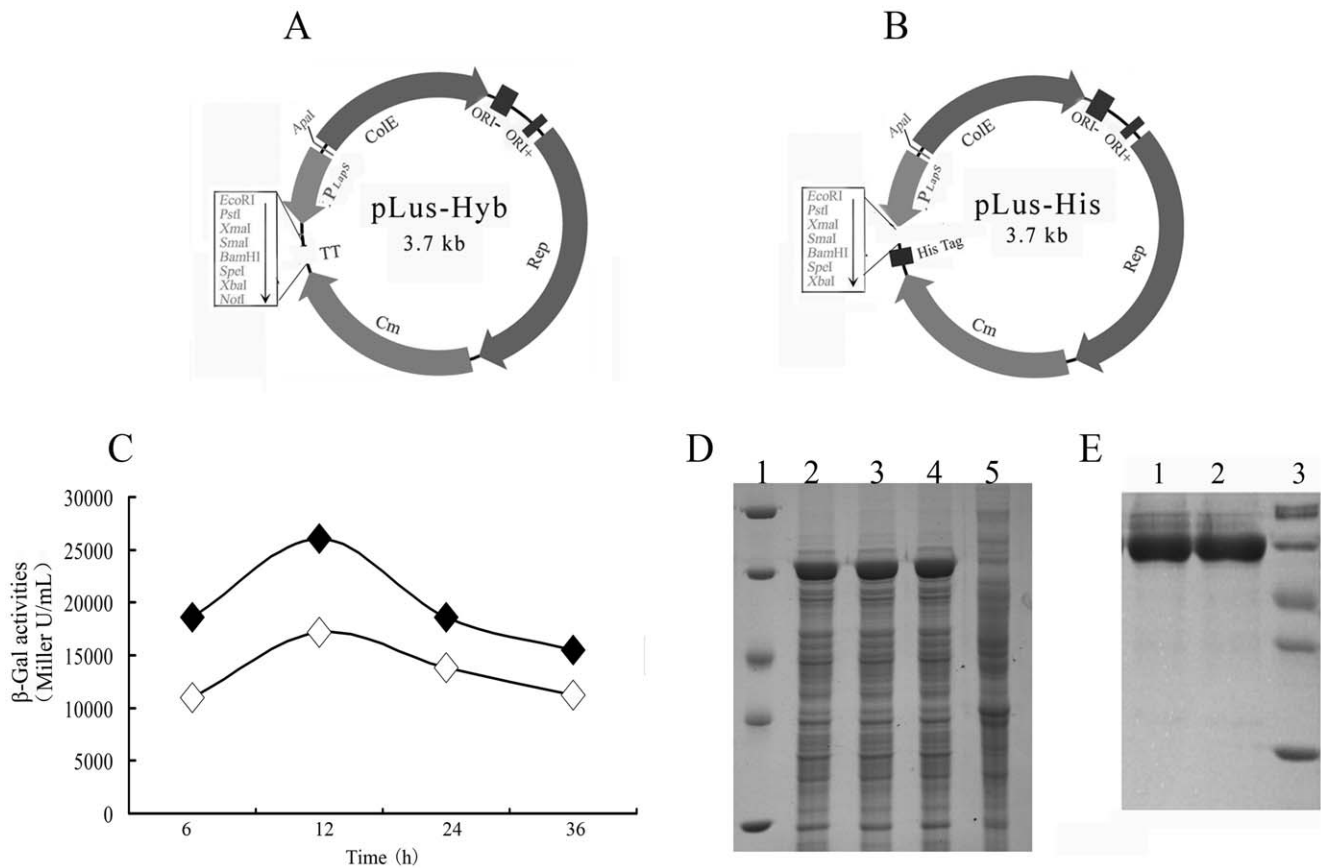 A
ApaI
ColE
ORI-
ORI+
P LapS
pLus-Hyb
3.7 kb
EcoRI
PstI
XmaI
SmaI
BamHI
SpeI
XbaI
NotI
TT
Rep
Cm
B
ApaI
ColE
ORI-
ORI+
P LapS
pLus-His
3.7 kb
EcoRI
PstI
XmaI
SmaI
BamHI
SpeI
XbaI
His Tag
Rep
Cm
C
β-Gal activities
(Miller U/mL)
30000
25000
20000
15000
10000
5000
0
6 12 24 36
Time (h)
D
1 2 3 4 5
E
1 2 3